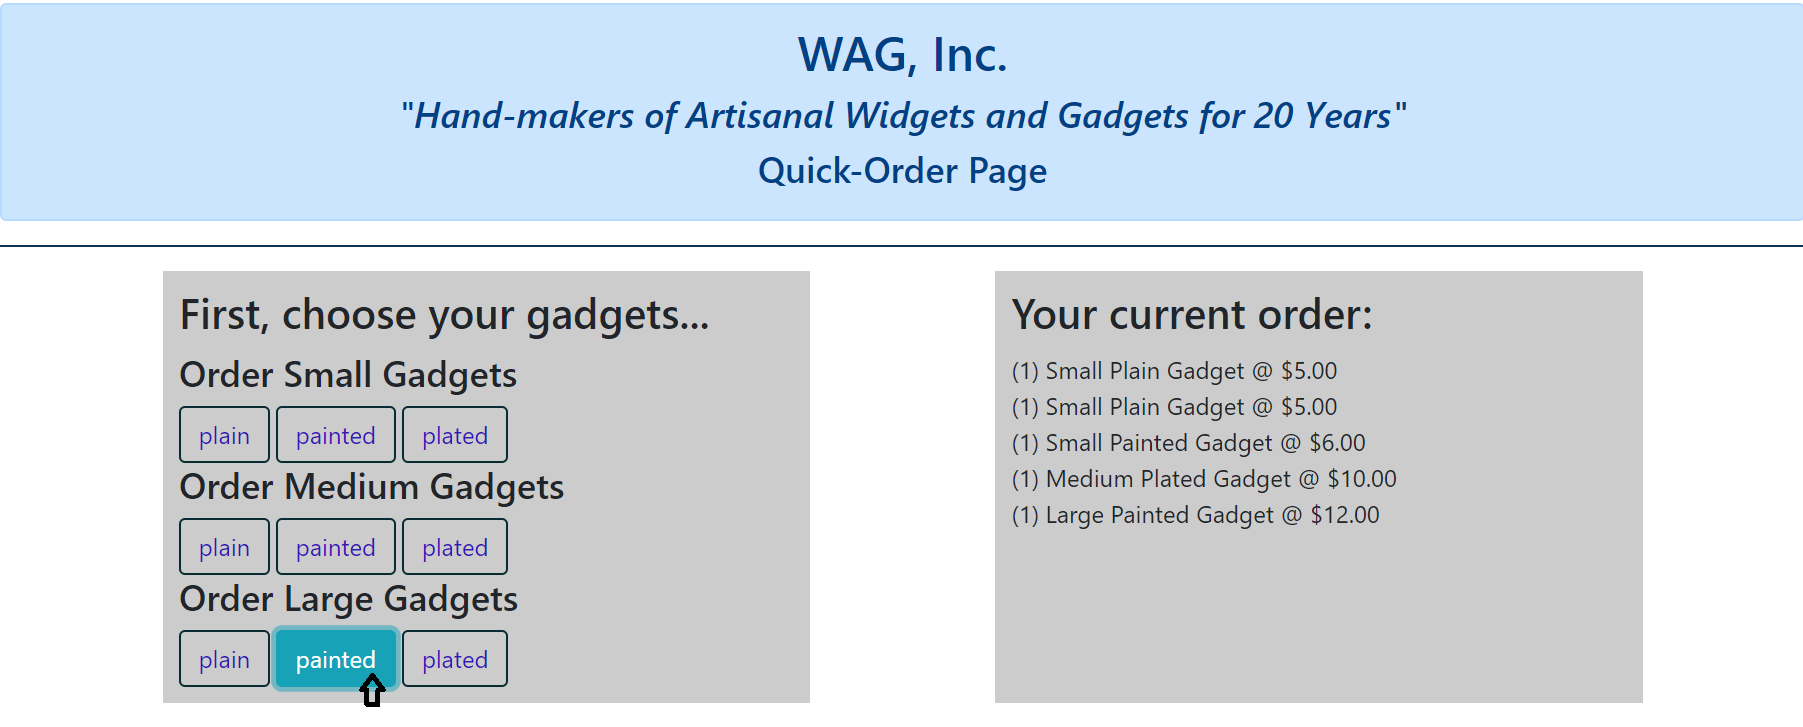 WAG, Inc.
"Hand-makers of Artisanal Widgets and Gadgets for 20 Years"
Quick-Order Page
First, choose your gadgets...
Order Small Gadgets
plain painted plated
Order Medium Gadgets
plain painted plated
Order Large Gadgets
plain painted plated
Your current order:
(1) Small Plain Gadget @ $5.00
(1) Small Plain Gadget @ $5.00
(1) Small Painted Gadget @ $6.00
(1) Medium Plated Gadget @ $10.00
(1) Large Painted Gadget @ $12.00